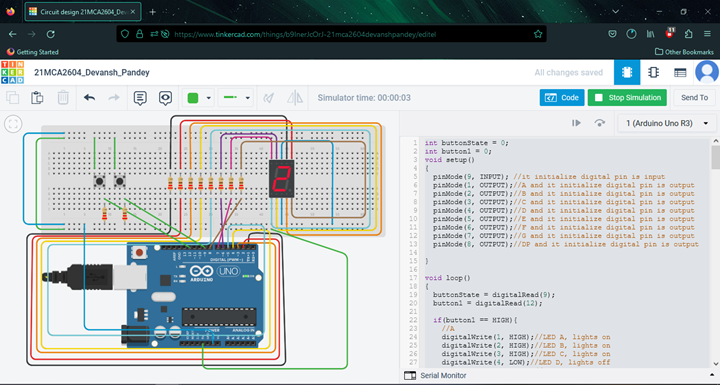 Circuit design 21MCA2604_Devans
https://www.tinkercad.com/things/b9InerJcOrJ-21mca2604devanshpandey/editel
Getting Started
Other Bookmarks
TIN
KER
CAD
21MCA2604_Devansh_Pandey
All changes saved
Simulator time: 00:00:03
Code
Stop Simulation
Send To
1 (Arduino Uno R3)
1 int buttonState = 0;
2 int button1 = 0;
3 void setup()
4 {
5 pinMode(9, INPUT); //it initialize digital pin is input
6 pinMode(1, OUTPUT);//A and it initialize digital pin is output
7 pinMode(2, OUTPUT);//B and it initialize digital pin is output
8 pinMode(3, OUTPUT);//C and it initialize digital pin is output
9 pinMode(4, OUTPUT);//D and it initialize digital pin is output
10 pinMode(5, OUTPUT);//E and it initialize digital pin is output
11 pinMode(6, OUTPUT);//F and it initialize digital pin is output
12 pinMode(7, OUTPUT);//G and it initialize digital pin is output
13 pinMode(8, OUTPUT);//DP and it initialize digital pin is output
14
15 }
16
17 void loop()
18 {
19 buttonState = digitalRead(9);
20 button1 = digitalRead(12);
21
22 if(button1 == HIGH){
23 //A
24 digitalWrite(1, HIGH);//LED A, lights on
25 digitalWrite(2, HIGH);//LED B, lights on
26 digitalWrite(3, HIGH);//LED C, lights on
27 digitalWrite(4, LOW);//LED D, lights off
2
DIGITAL (PWM~)
UNO
ARDUINO
POWER
ANALOG IN
Serial Monitor